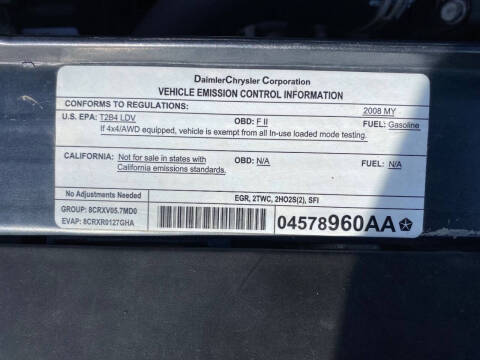 DaimlerChrysler Corporation
VEHICLE EMISSION CONTROL INFORMATION
CONFORMS TO REGULATIONS: 2008 MY
U.S. EPA: T2B4 LDV OBD: F II FUEL: Gasoline
If 4x4/AWD equipped, vehicle is exempt from all In-use loaded mode testing.
CALIFORNIA: Not for sale in states with OBD: N/A FUEL: N/A
California emissions standards.
No Adjustments Needed EGR, 2TWC, 2HO2S(2), SFI
GROUP: 8CRXV05.7MD0
EVAP: 8CRXR0127GHA
04578960AA